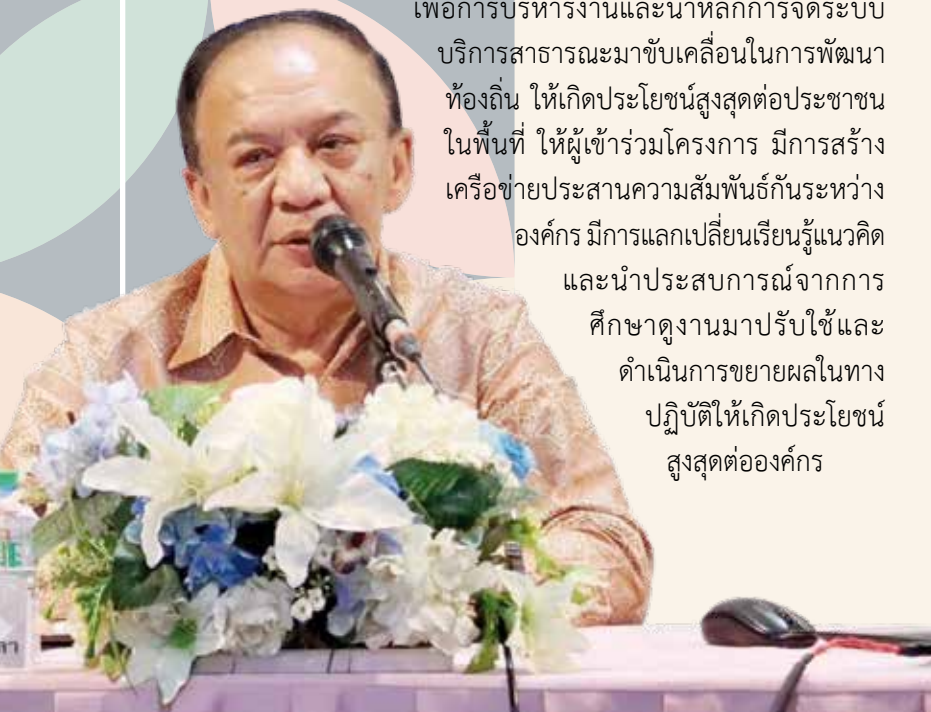 เพื่อการบริหารงานและนำหลักการจัดระบบ
บริการสาธารณะมาขับเคลื่อนในการพัฒนา
ท้องถิ่น ให้เกิดประโยชน์สูงสุดต่อประชาชน
ในพื้นที่ ให้ผู้เข้าร่วมโครงการ มีการสร้าง
เครือข่ายประสานความสัมพันธ์กันระหว่าง
องค์กร มีการแลกเปลี่ยนเรียนรู้แนวคิด
และนำประสบการณ์จากการ
ศึกษาดูงานมาปรับใช้และ
ดำเนินการขยายผลในทาง
ปฏิบัติให้เกิดประโยชน์
สูงสุดต่อองค์กร